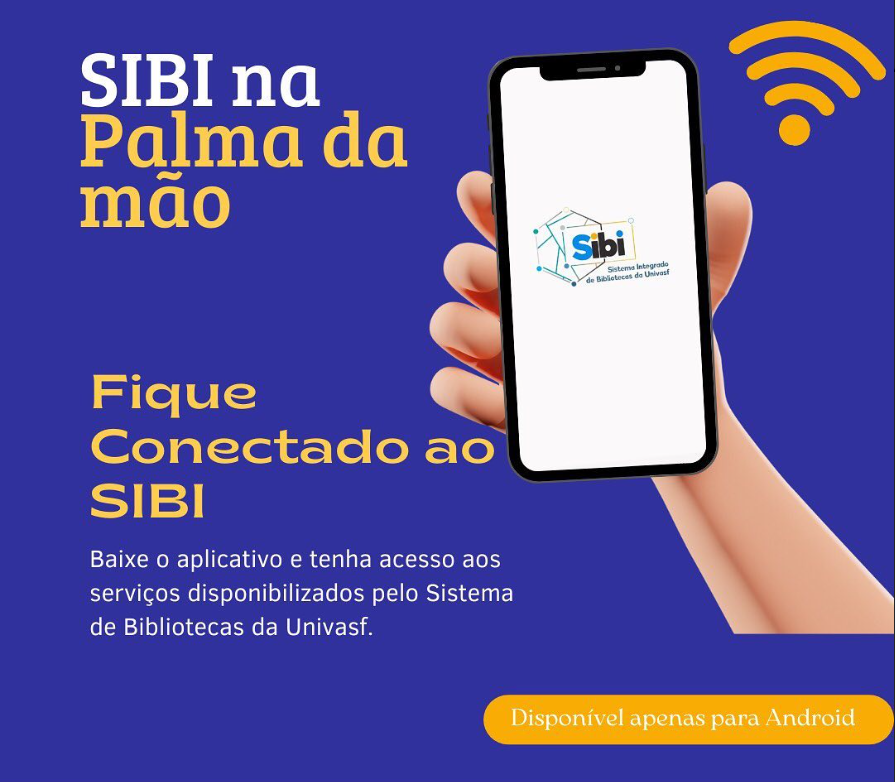 SIBI na
Palma da
mão
Sibi
Sistema Integrado
de Bibliotecas da Univasf
Fique
Conectado ao
SIBI
Baixe o aplicativo e tenha acesso aos
serviços disponibilizados pelo Sistema
de Bibliotecas da Univasf.
Disponível apenas para Android